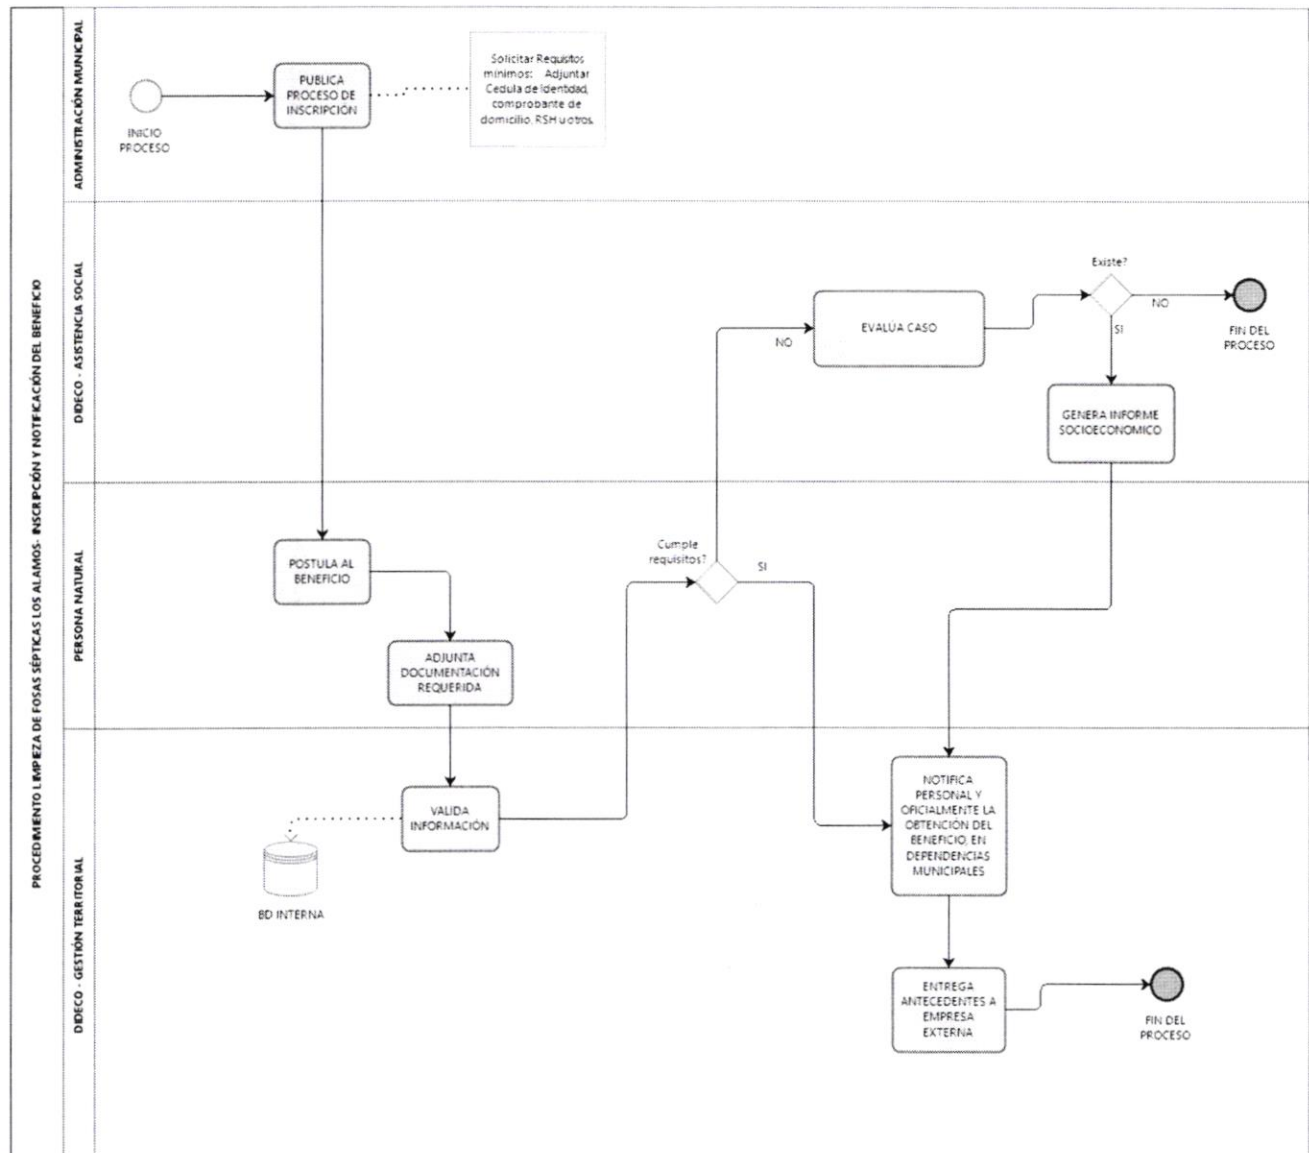 PROCEDIMIENTO LIMPIEZA DE FOSAS SÉPTICAS LOS ALAMOS- INSCRIPCIÓN Y NOTIFICACIÓN DEL BENEFICIO
ADMINISTRACIÓN MUNICIPAL
INICIO
PROCESO
PUBLICA
PROCESO DE
INSCRIPCIÓN
Solicitar Requisitos
mínimos: Adjuntar
Cedula de Identidad,
comprobante de
domicilio, RSH u otros.
DIDECO - ASISTENCIA SOCIAL
NO
EVALÚA CASO
Existe?
NO
SI
FIN DEL
PROCESO
GENERA INFORME
SOCIOECONOMICO
PERSONA NATURAL
POSTULA AL
BENEFICIO
ADJUNTA
DOCUMENTACIÓN
REQUERIDA
Cumple
requisitos?
SI
DIDECO - GESTIÓN TERRITORIAL
VALIDA
INFORMACIÓN
BD INTERNA
NOTIFICA
PERSONAL Y
OFICIALMENTE LA
OBTENCIÓN DEL
BENEFICIO, EN
DEPENDENCIAS
MUNICIPALES
ENTREGA
ANTECEDENTES A
EMPRESA
EXTERNA
FIN DEL
PROCESO